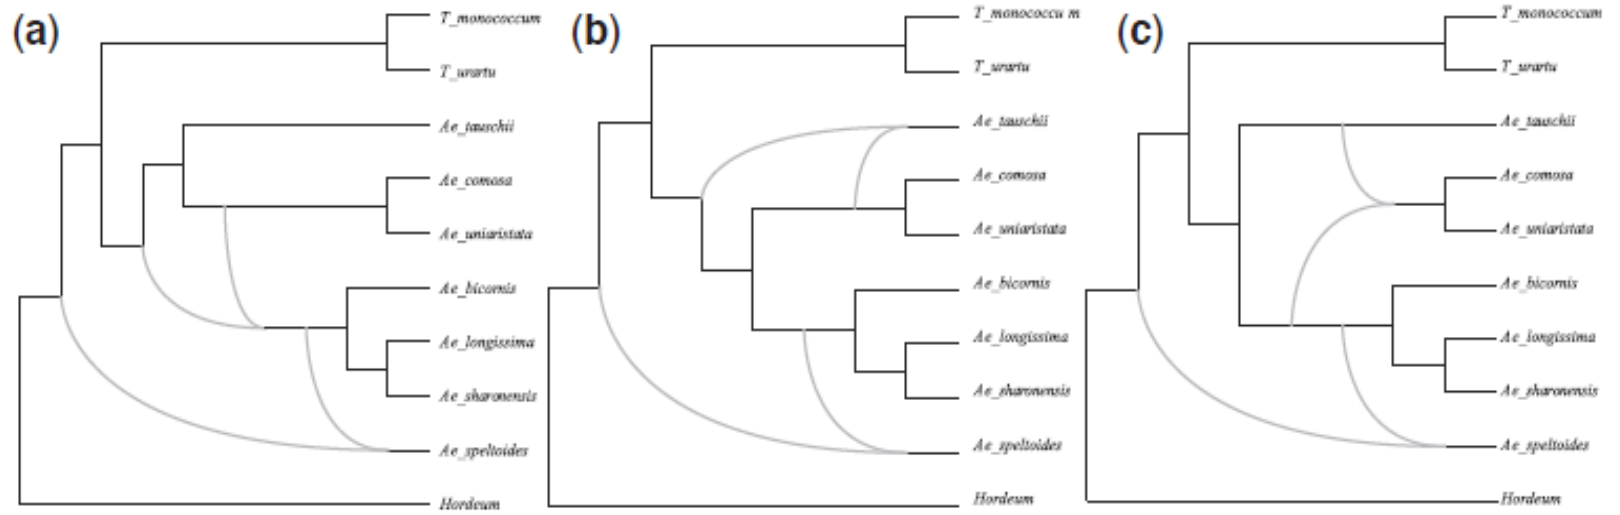 (a)
T_monococcum
T_urartu
Ae_tauschii
Ae_comosa
Ae_uniaristata
Ae_bicornis
Ae_longissima
Ae_sharonensis
Ae_speltoides
Hordeum
(b)
T_monococcu m
T_urartu
Ae_tauschii
Ae_comosa
Ae_uniaristata
Ae_bicornis
Ae_longissima
Ae_sharonensis
Ae_speltoides
Hordeum
(c)
T_monococcum
T_urartu
Ae_tauschii
Ae_comosa
Ae_uniaristata
Ae_bicornis
Ae_longissima
Ae_sharonensis
Ae_speltoides
Hordeum